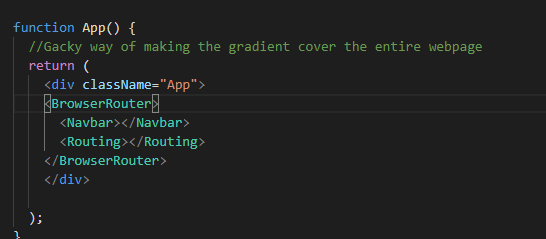 function App() {
//Gacky way of making the gradient cover the entire webpage
return (
<div className="App">
<BrowserRouter>
<Navbar></Navbar>
<Routing></Routing>
</BrowserRouter>
</div>
);
}